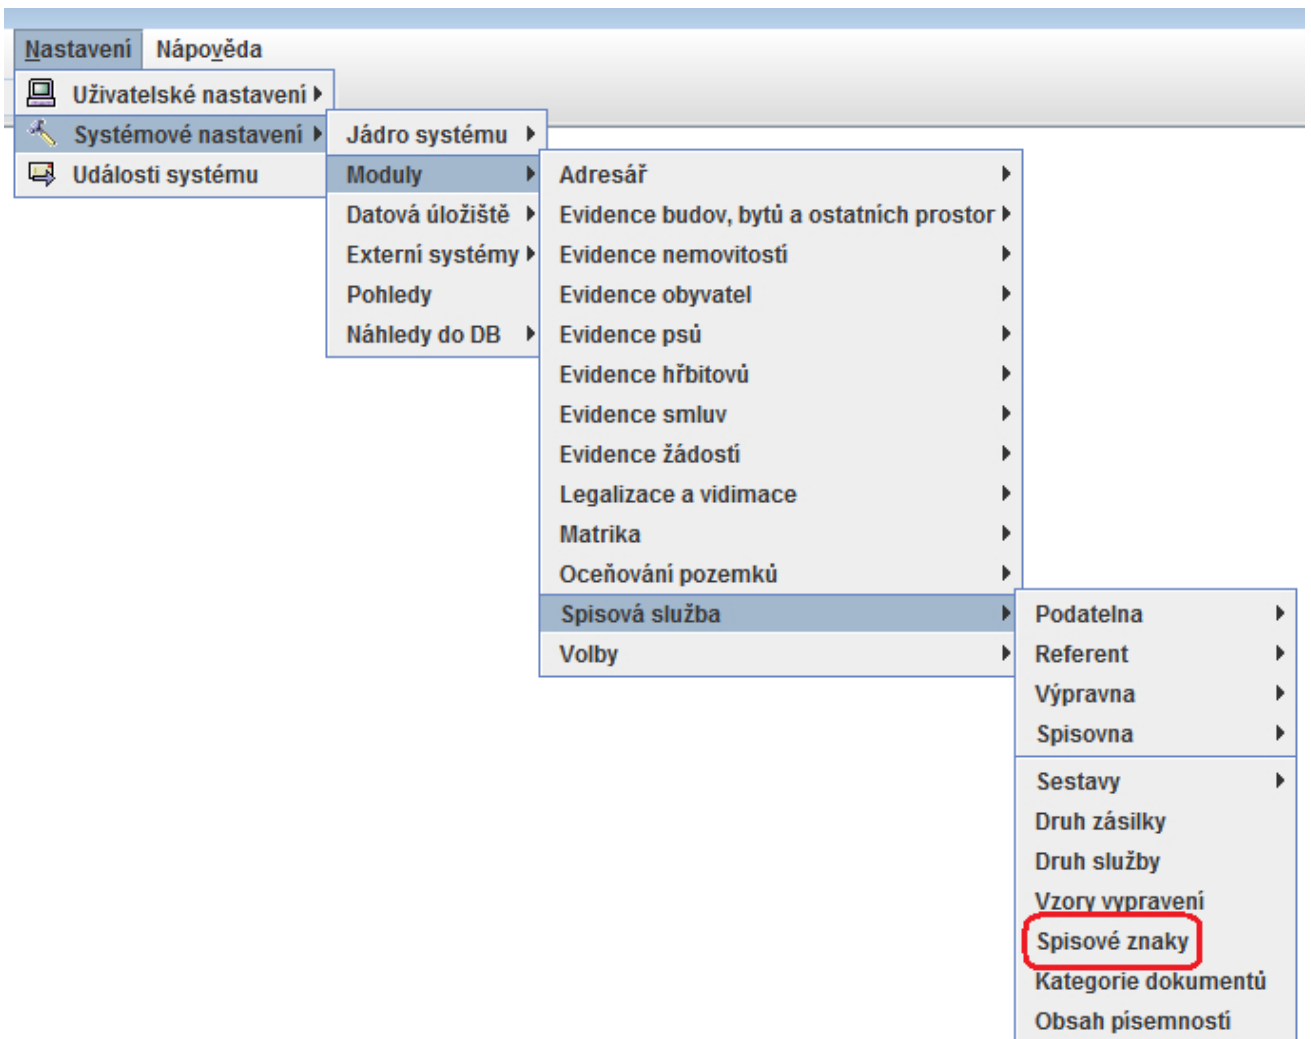 Nastavení Nápověda
Uživatelské nastavení
Systémové nastavení
Události systému
Jádro systému
Moduly
Datová úložiště
Externí systémy
Pohledy
Náhledy do DB
Adresář
Evidence budov, bytů a ostatních prostor
Evidence nemovitostí
Evidence obyvatel
Evidence psů
Evidence hřbitovů
Evidence smluv
Evidence žádostí
Legalizace a vidimace
Matrika
Oceňování pozemků
Spisová služba
Volby
Podatelna
Referent
Výpravna
Spisovna
Sestavy
Druh zásilky
Druh služby
Vzory vypravení
Spisové znaky
Kategorie dokumentů
Obsah písemností